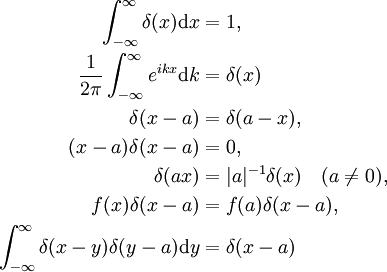 ∫_{-∞}^{∞} δ(x)dx = 1,
1/2π ∫_{-∞}^{∞} e^{ikx}dk = δ(x)
δ(x − a) = δ(a − x),
(x − a)δ(x − a) = 0,
δ(ax) = |a|^{−1}δ(x) (a ≠ 0),
f(x)δ(x − a) = f(a)δ(x − a),
∫_{-∞}^{∞} δ(x − y)δ(y − a)dy = δ(x − a)